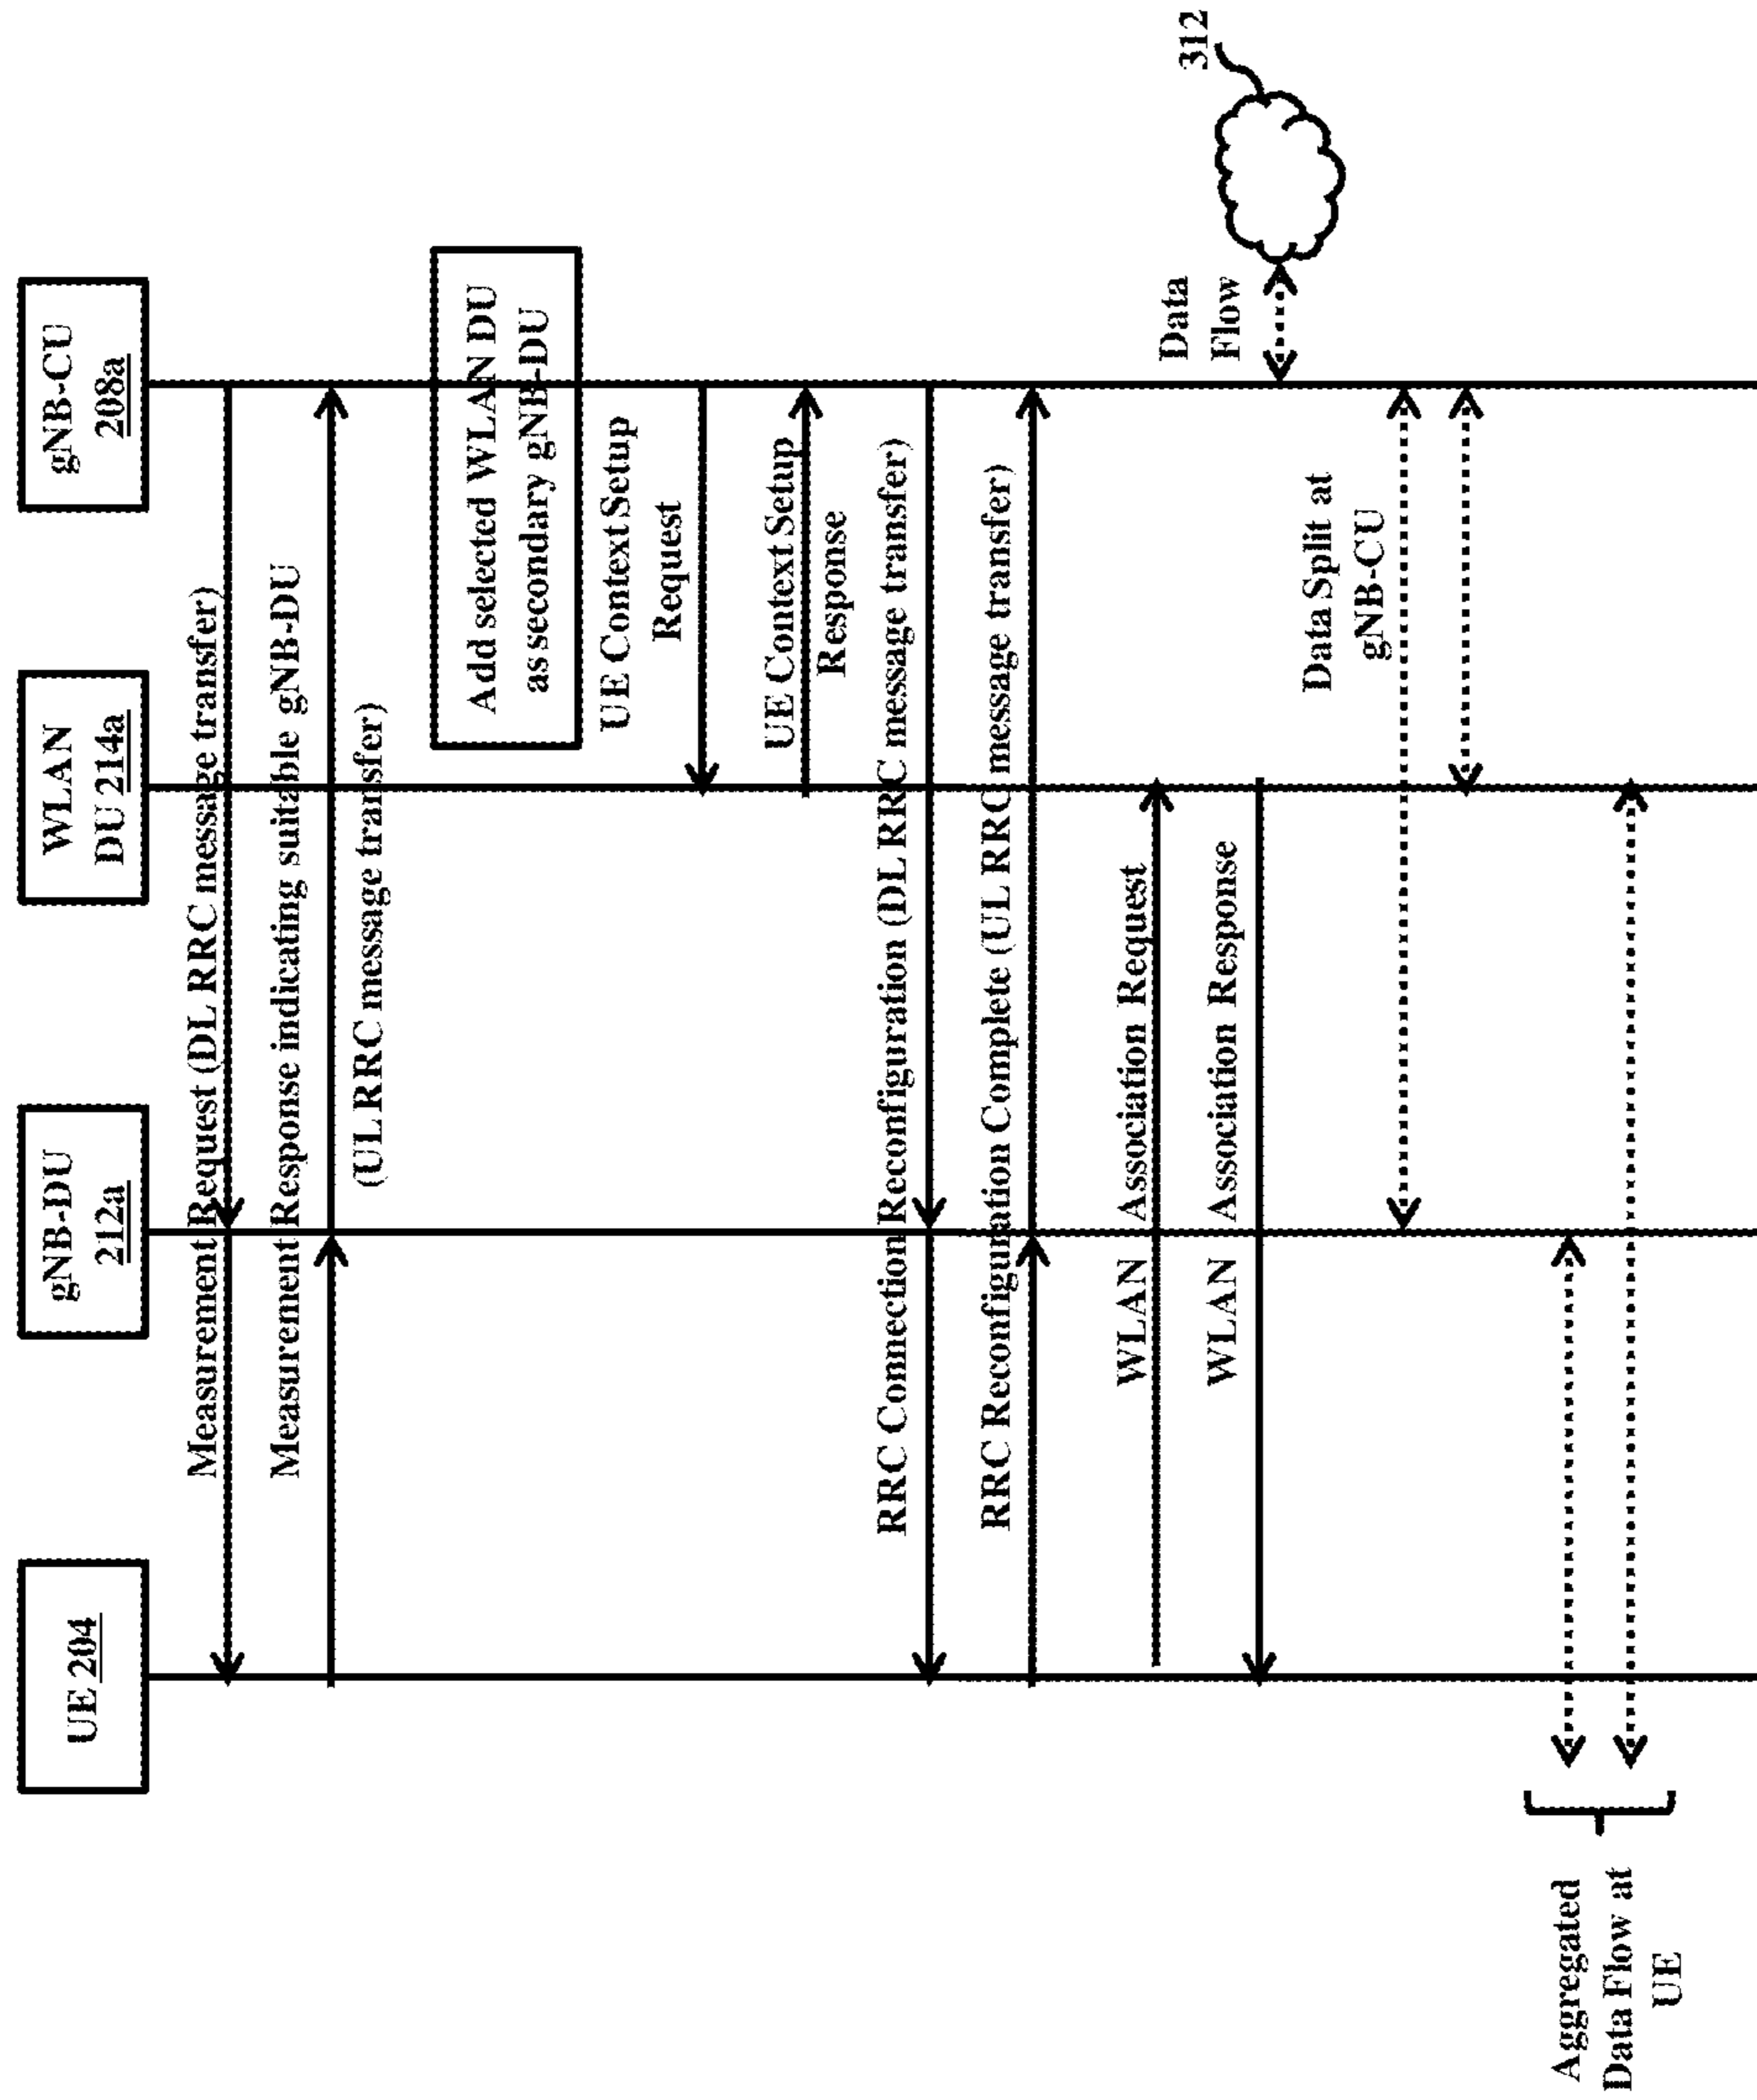 UE 204
gNB-DU
212a
WLAN
DU 214a
gNB-CU
208a
Measurement Request (DL RRC message transfer)
Measurement Response indicating suitable gNB-DU
(UL RRC message transfer)
Add selected WLAN DU
as secondary gNB-DU
UE Context Setup
Request
UE Context Setup
Response
RRC Connection Reconfiguration (DL RRC message transfer)
RRC Reconfiguration Complete (UL RRC message transfer)
WLAN Association Request
WLAN Association Response
Data
Flow
312
Data Split at
gNB-CU
Aggregated
Data Flow at
UE